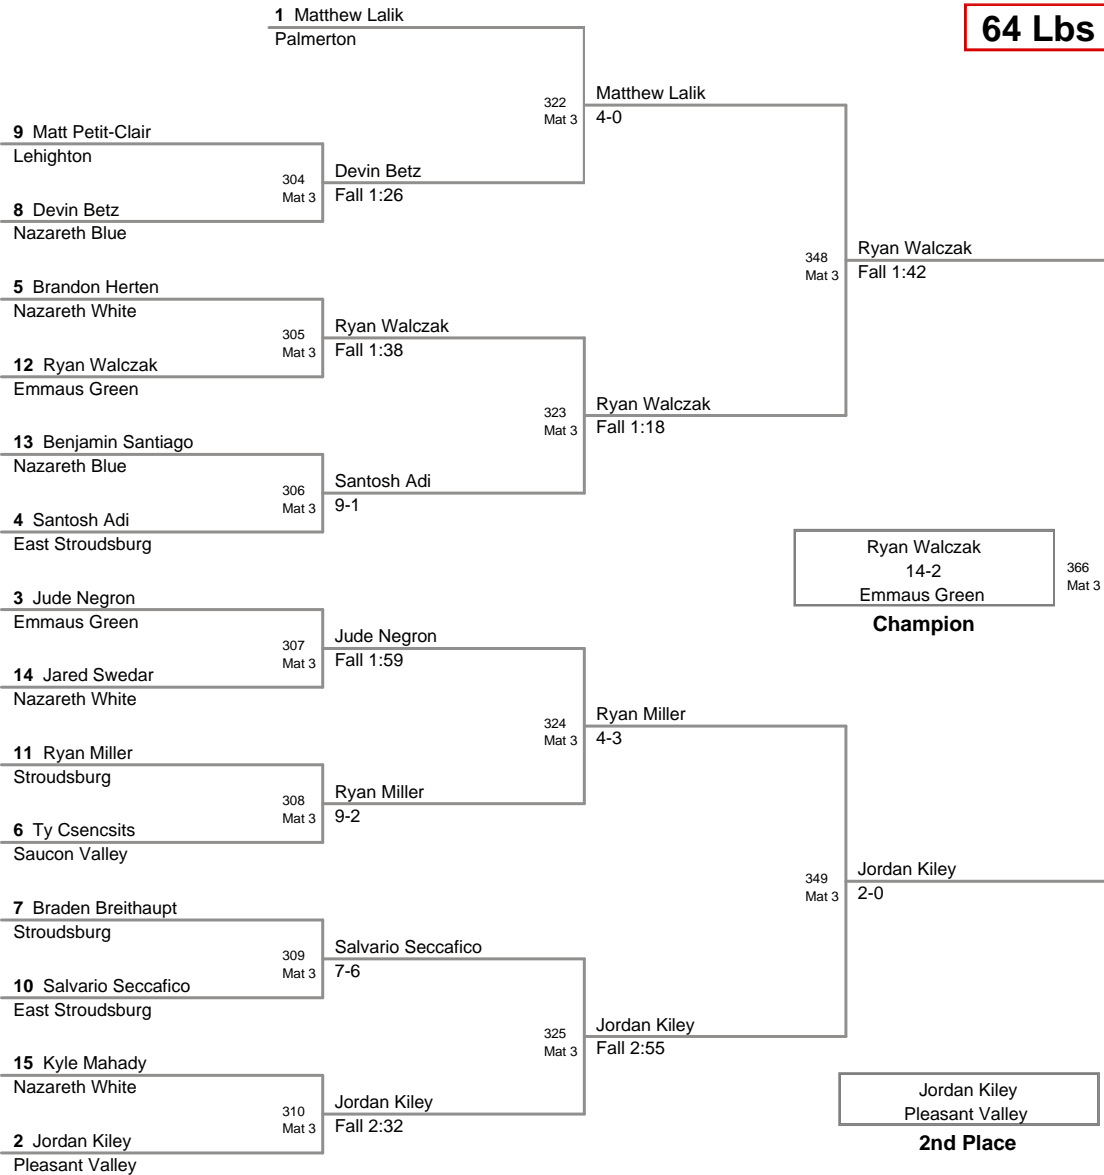 1 Matthew Lalik
Palmerton
64 Lbs
322
Mat 3
Matthew Lalik
4-0
9 Matt Petit-Clair
Lehighton
304
Mat 3
Devin Betz
Fall 1:26
8 Devin Betz
Nazareth Blue
348
Mat 3
Ryan Walczak
Fall 1:42
5 Brandon Herten
Nazareth White
305
Mat 3
Ryan Walczak
Fall 1:38
12 Ryan Walczak
Emmaus Green
323
Mat 3
Ryan Walczak
Fall 1:18
13 Benjamin Santiago
Nazareth Blue
306
Mat 3
Santosh Adi
9-1
4 Santosh Adi
East Stroudsburg
Ryan Walczak
14-2
Emmaus Green
366
Mat 3
Champion
3 Jude Negron
Emmaus Green
307
Mat 3
Jude Negron
Fall 1:59
14 Jared Swedar
Nazareth White
324
Mat 3
Ryan Miller
4-3
11 Ryan Miller
Stroudsburg
308
Mat 3
Ryan Miller
9-2
6 Ty Csencsits
Saucon Valley
349
Mat 3
Jordan Kiley
2-0
7 Braden Breithaupt
Stroudsburg
309
Mat 3
Salvario Seccafico
7-6
10 Salvario Seccafico
East Stroudsburg
325
Mat 3
Jordan Kiley
Fall 2:55
15 Kyle Mahady
Nazareth White
310
Mat 3
Jordan Kiley
Fall 2:32
2 Jordan Kiley
Pleasant Valley
Jordan Kiley
Pleasant Valley
2nd Place